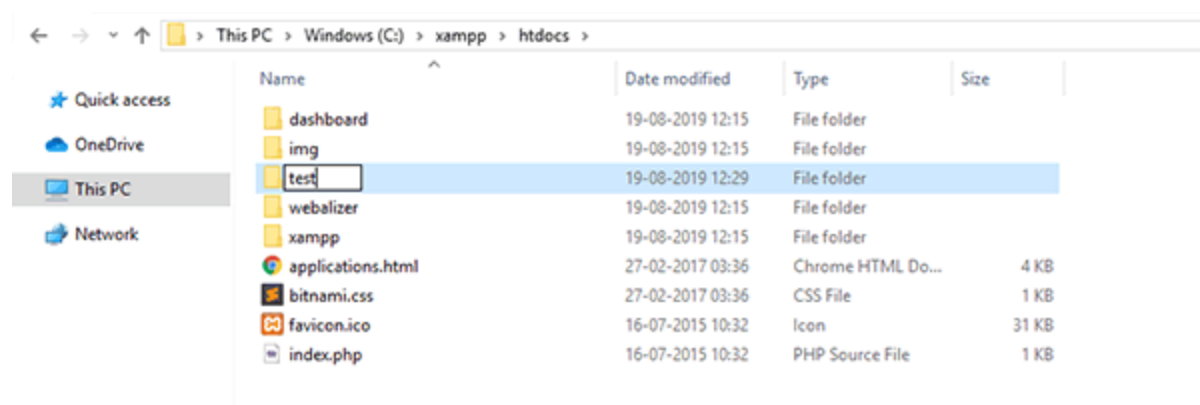 This PC > Windows (C:) > xampp > htdocs >
Name Date modified Type Size
Quick access
OneDrive
This PC
Network
dashboard 19-08-2019 12:15 File folder
img 19-08-2019 12:15 File folder
test 19-08-2019 12:29 File folder
webalizer 19-08-2019 12:15 File folder
xampp 19-08-2019 12:15 File folder
applications.html 27-02-2017 03:36 Chrome HTML Do... 4 KB
bitnami.css 27-02-2017 03:36 CSS File 1 KB
favicon.ico 16-07-2015 10:32 Icon 31 KB
index.php 16-07-2015 10:32 PHP Source File 1 KB